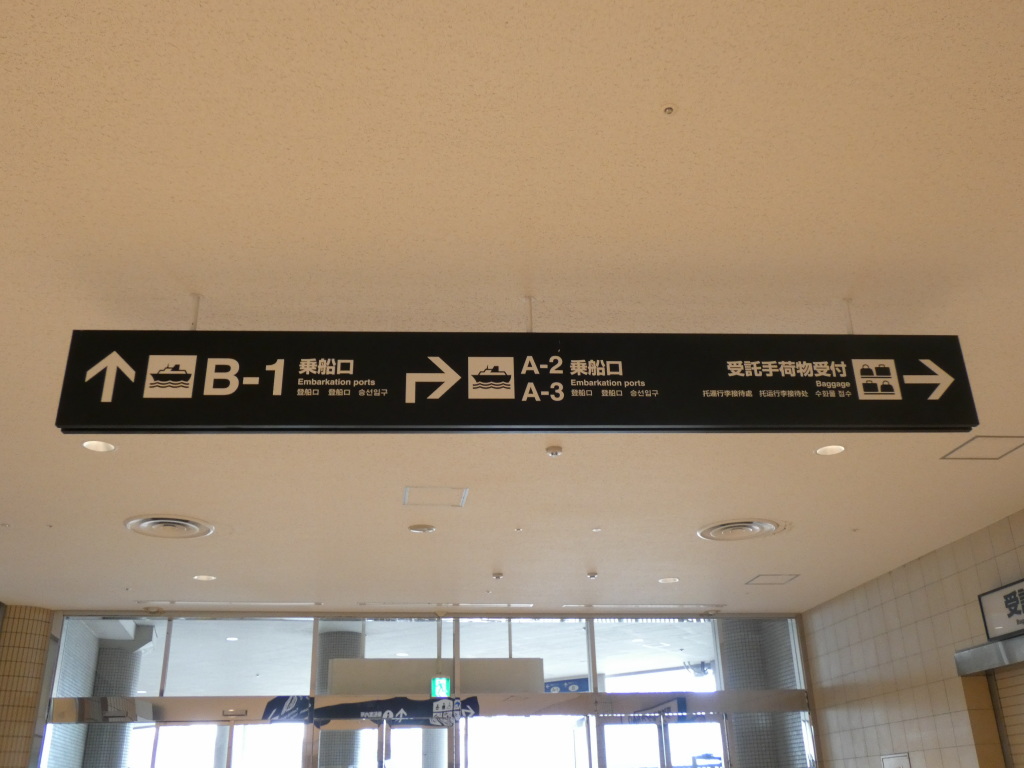 B-1
乗船口
Embarkation ports
登船口 登船口 승선입구
A-2
A-3
乗船口
Embarkation ports
登船口 登船口 승선입구
受託手荷物受付
Baggage
托運行李接待處 托运行李接待处 수하물 접수
受